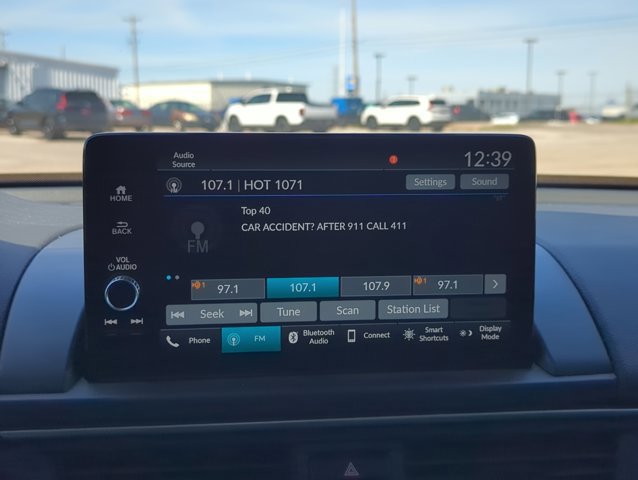 Audio
Source
12:39
107.1 | HOT 1071
Settings
Sound
HOME
Top 40
CAR ACCIDENT? AFTER 911 CALL 411
FM
BACK
VOL
AUDIO
1 97.1
107.1
107.9
1 97.1
Seek
Tune
Scan
Station List
Phone
FM
Bluetooth
Audio
Connect
Smart
Shortcuts
Display
Mode